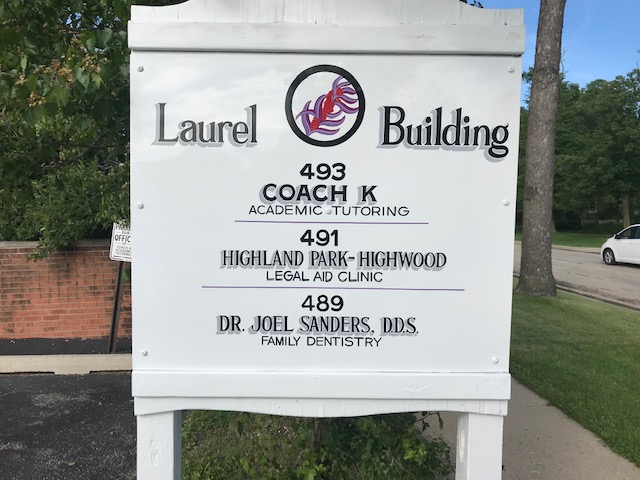 Laurel Building
493
COACH K
ACADEMIC TUTORING
491
HIGHLAND PARK-HIGHWOOD
LEGAL AID CLINIC
489
DR. JOEL SANDERS, D.D.S.
FAMILY DENTISTRY